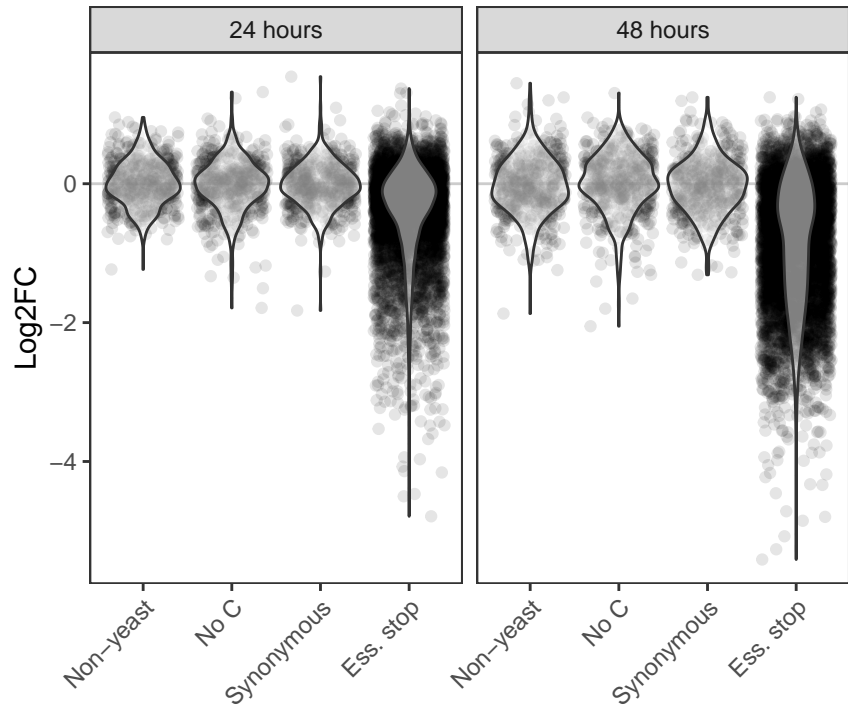 24 hours
48 hours
Log2FC
0
−2
−4
Non−yeast
No C
Synonymous
Ess. stop
Non−yeast
No C
Synonymous
Ess. stop